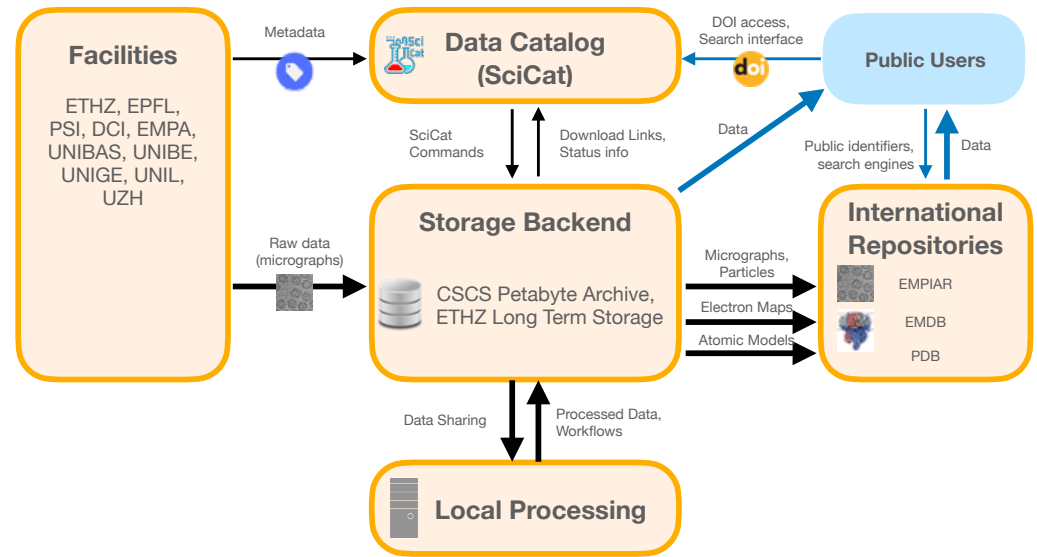 Facilities
ETHZ, EPFL,
PSI, DCI, EMPA,
UNIBAS, UNIBE,
UNIGE, UNIL,
UZH
Metadata
Data Catalog
(SciCat)
DOI access,
Search interface
doi
Public Users
SciCat
Commands
Download Links,
Status info
Data
Public identifiers,
search engines
Data
Raw data
(micrographs)
Storage Backend
CSCS Petabyte Archive,
ETHZ Long Term Storage
Micrographs,
Particles
Electron Maps
Atomic Models
International
Repositories
EMPIAR
EMDB
PDB
Data Sharing
Processed Data,
Workflows
Local Processing